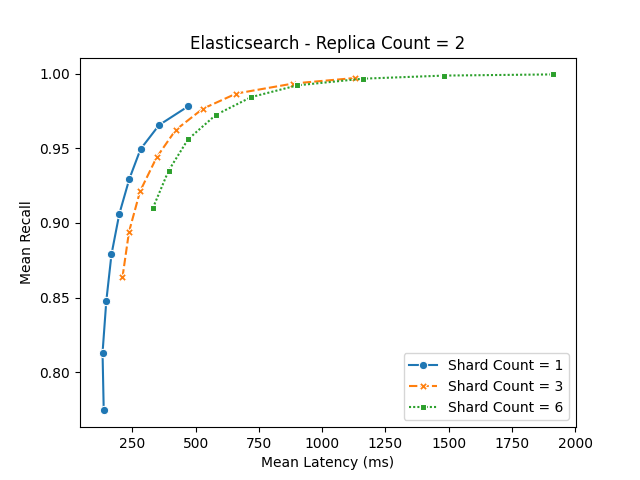 Elasticsearch - Replica Count = 2
Mean Recall
1.00
0.95
0.90
0.85
0.80
Shard Count = 1
Shard Count = 3
Shard Count = 6
250
500
750
1000
1250
1500
1750
2000
Mean Latency (ms)